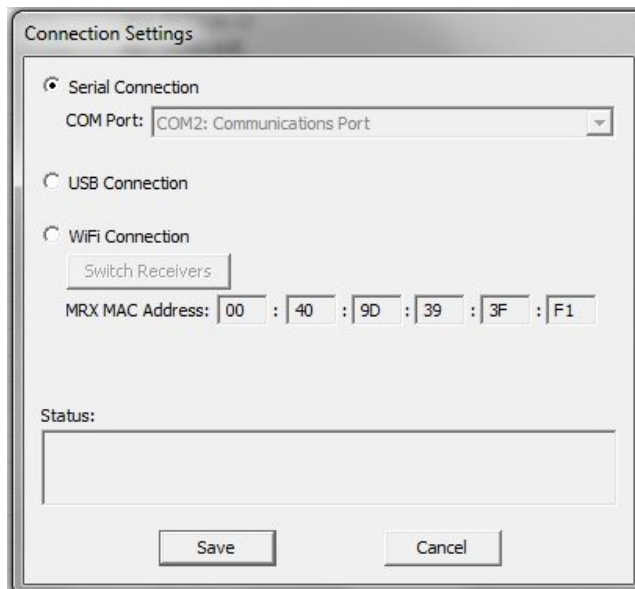 Connection Settings
Serial Connection
COM Port: COM2: Communications Port
USB Connection
WiFi Connection
Switch Receivers
MRX MAC Address: 00 : 40 : 9D : 39 : 3F : F1
Status:
Save Cancel